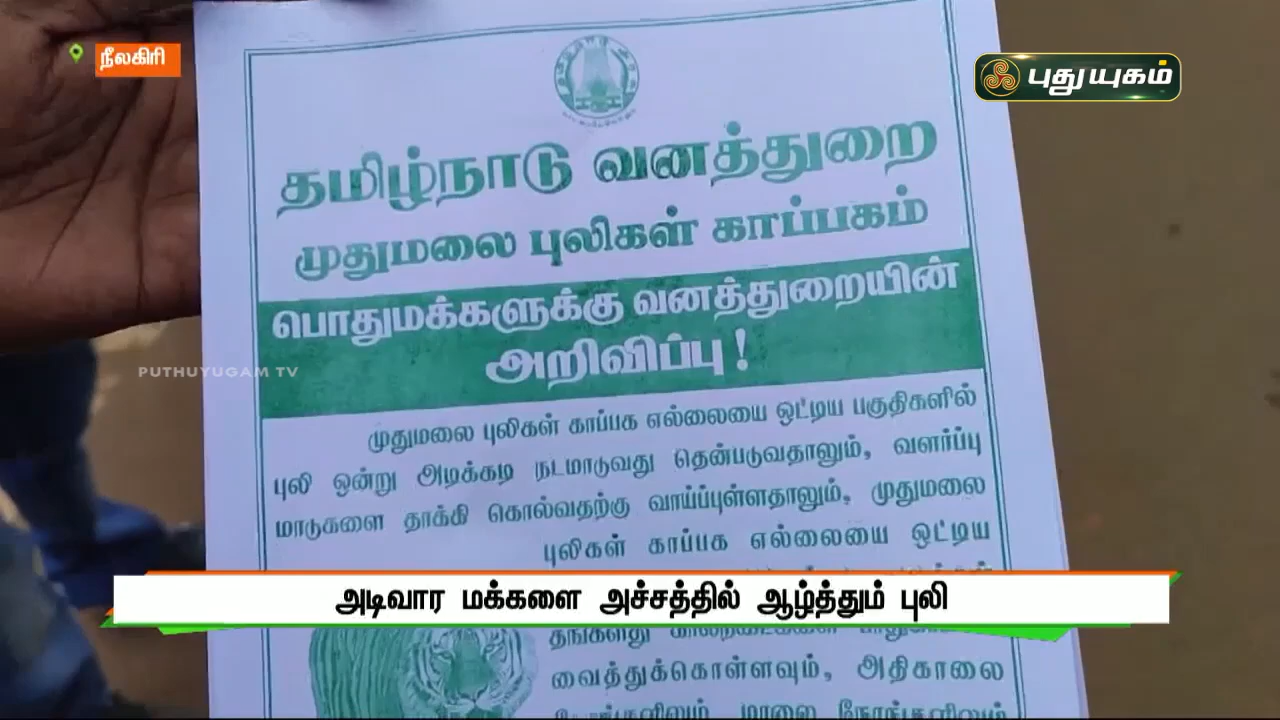 நீலகிரி
புதுயுகம்
தமிழ்நாடு வனத்துறை
முதுமலை புலிகள் காப்பகம்
பொதுமக்களுக்கு வனத்துறையின்
அறிவிப்பு!
PUTHUYUGAM TV
முதுமலை புலிகள் காப்பக எல்லையை ஒட்டிய பகுதிகளில்
புலி ஒன்று அடிக்கடி நடமாடுவது தென்படுவதாலும், வளர்ப்பு
மாடுகளை தாக்கி கொல்வதற்கு வாய்ப்புள்ளதாலும், முதுமலை
புலிகள் காப்பக எல்லையை ஒட்டிய
அடிவார மக்களை அச்சத்தில் ஆழ்த்தும் புலி
வைத்துக்கொள்ளவும், அதிகாலை
மாலை நேரங்களிலும்